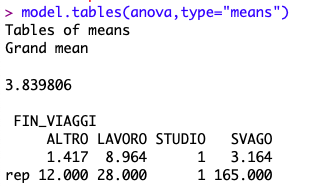 > model.tables(anova,type="means")
Tables of means
Grand mean
3.839806
FIN_VIAGGI
ALTRO LAVORO STUDIO SVAGO
1.417 8.964 1 3.164
rep 12.000 28.000 1 165.000